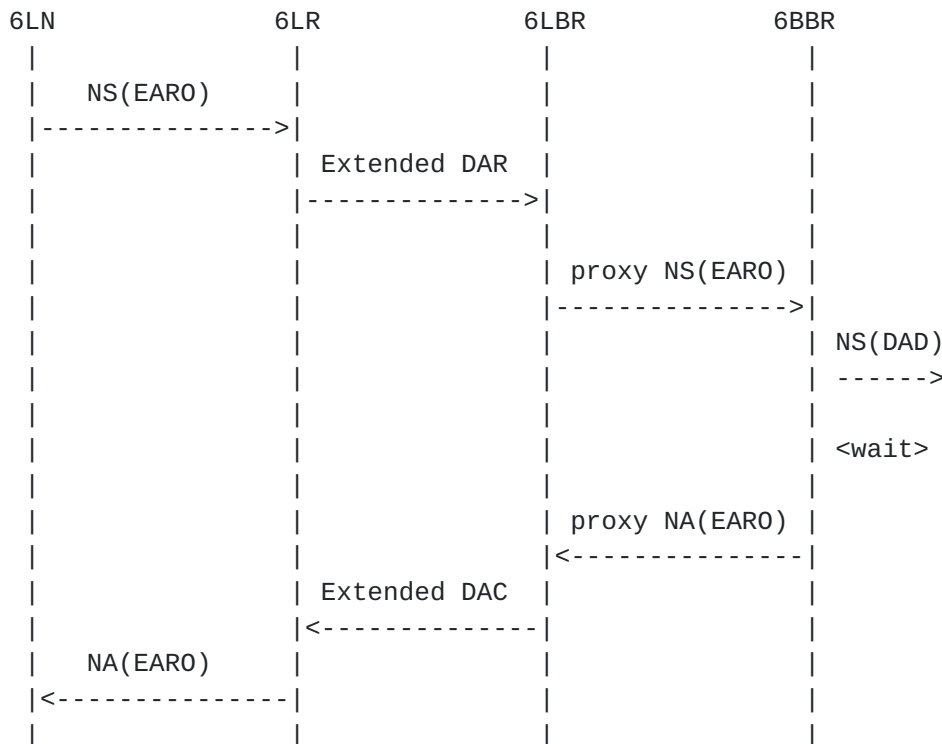 6LN 6LR 6LBR 6BBR
| | | |
| NS(EARO) | | |
|--------------->| | |
| | Extended DAR | |
| |-------------->| |
| | | |
| | | proxy NS(EARO) |
| | |--------------->|
| | | | NS(DAD)
| | | | ------>
| | | |
| | | | <wait>
| | | |
| | | proxy NA(EARO) |
| | |<---------------|
| | Extended DAC | |
| |<--------------| |
| NA(EARO) | | |
|<---------------| | |
| | | |